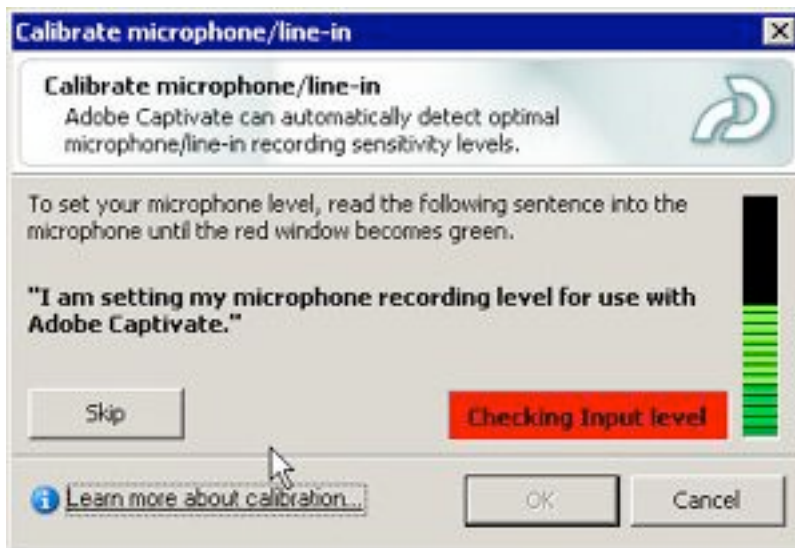 Calibrate microphone/line-in
Calibrate microphone/line-in
Adobe Captivate can automatically detect optimal
microphone/line-in recording sensitivity levels.
To set your microphone level, read the following sentence into the
microphone until the red window becomes green.
"I am setting my microphone recording level for use with
Adobe Captivate."
Skip
Checking Input level
Learn more about calibration...
OK
Cancel